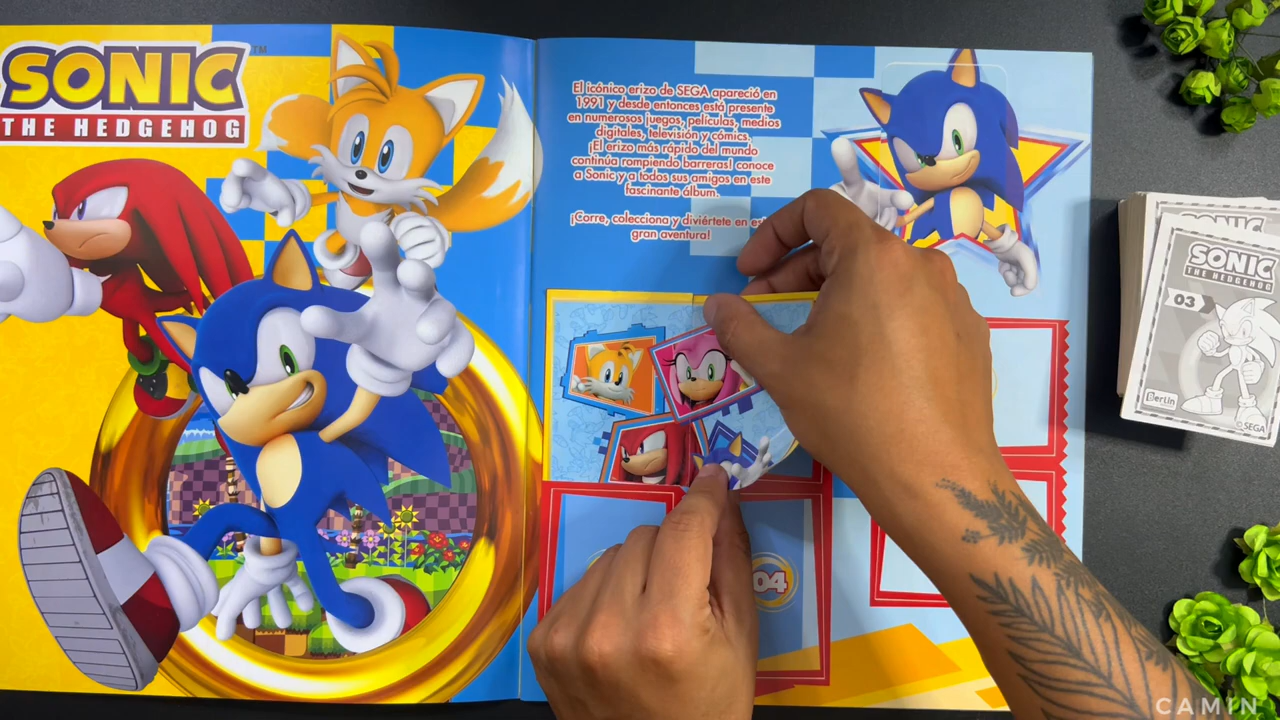 SONIC
™
THE HEDGEHOG
El icónico erizo de SEGA apareció en
1991 y desde entonces está presente
en numerosos juegos, películas, medios
digitales, televisión y cómics.
¡El erizo más rápido del mundo
continúa rompiendo barreras! conoce
a Sonic y a todos sus amigos en este
fascinante álbum.
¡Corre, colecciona y diviértete en
gran aventura!
04
SONIC
THE HEDGEHOG
03
Berlin
©SEGA
CAMIN